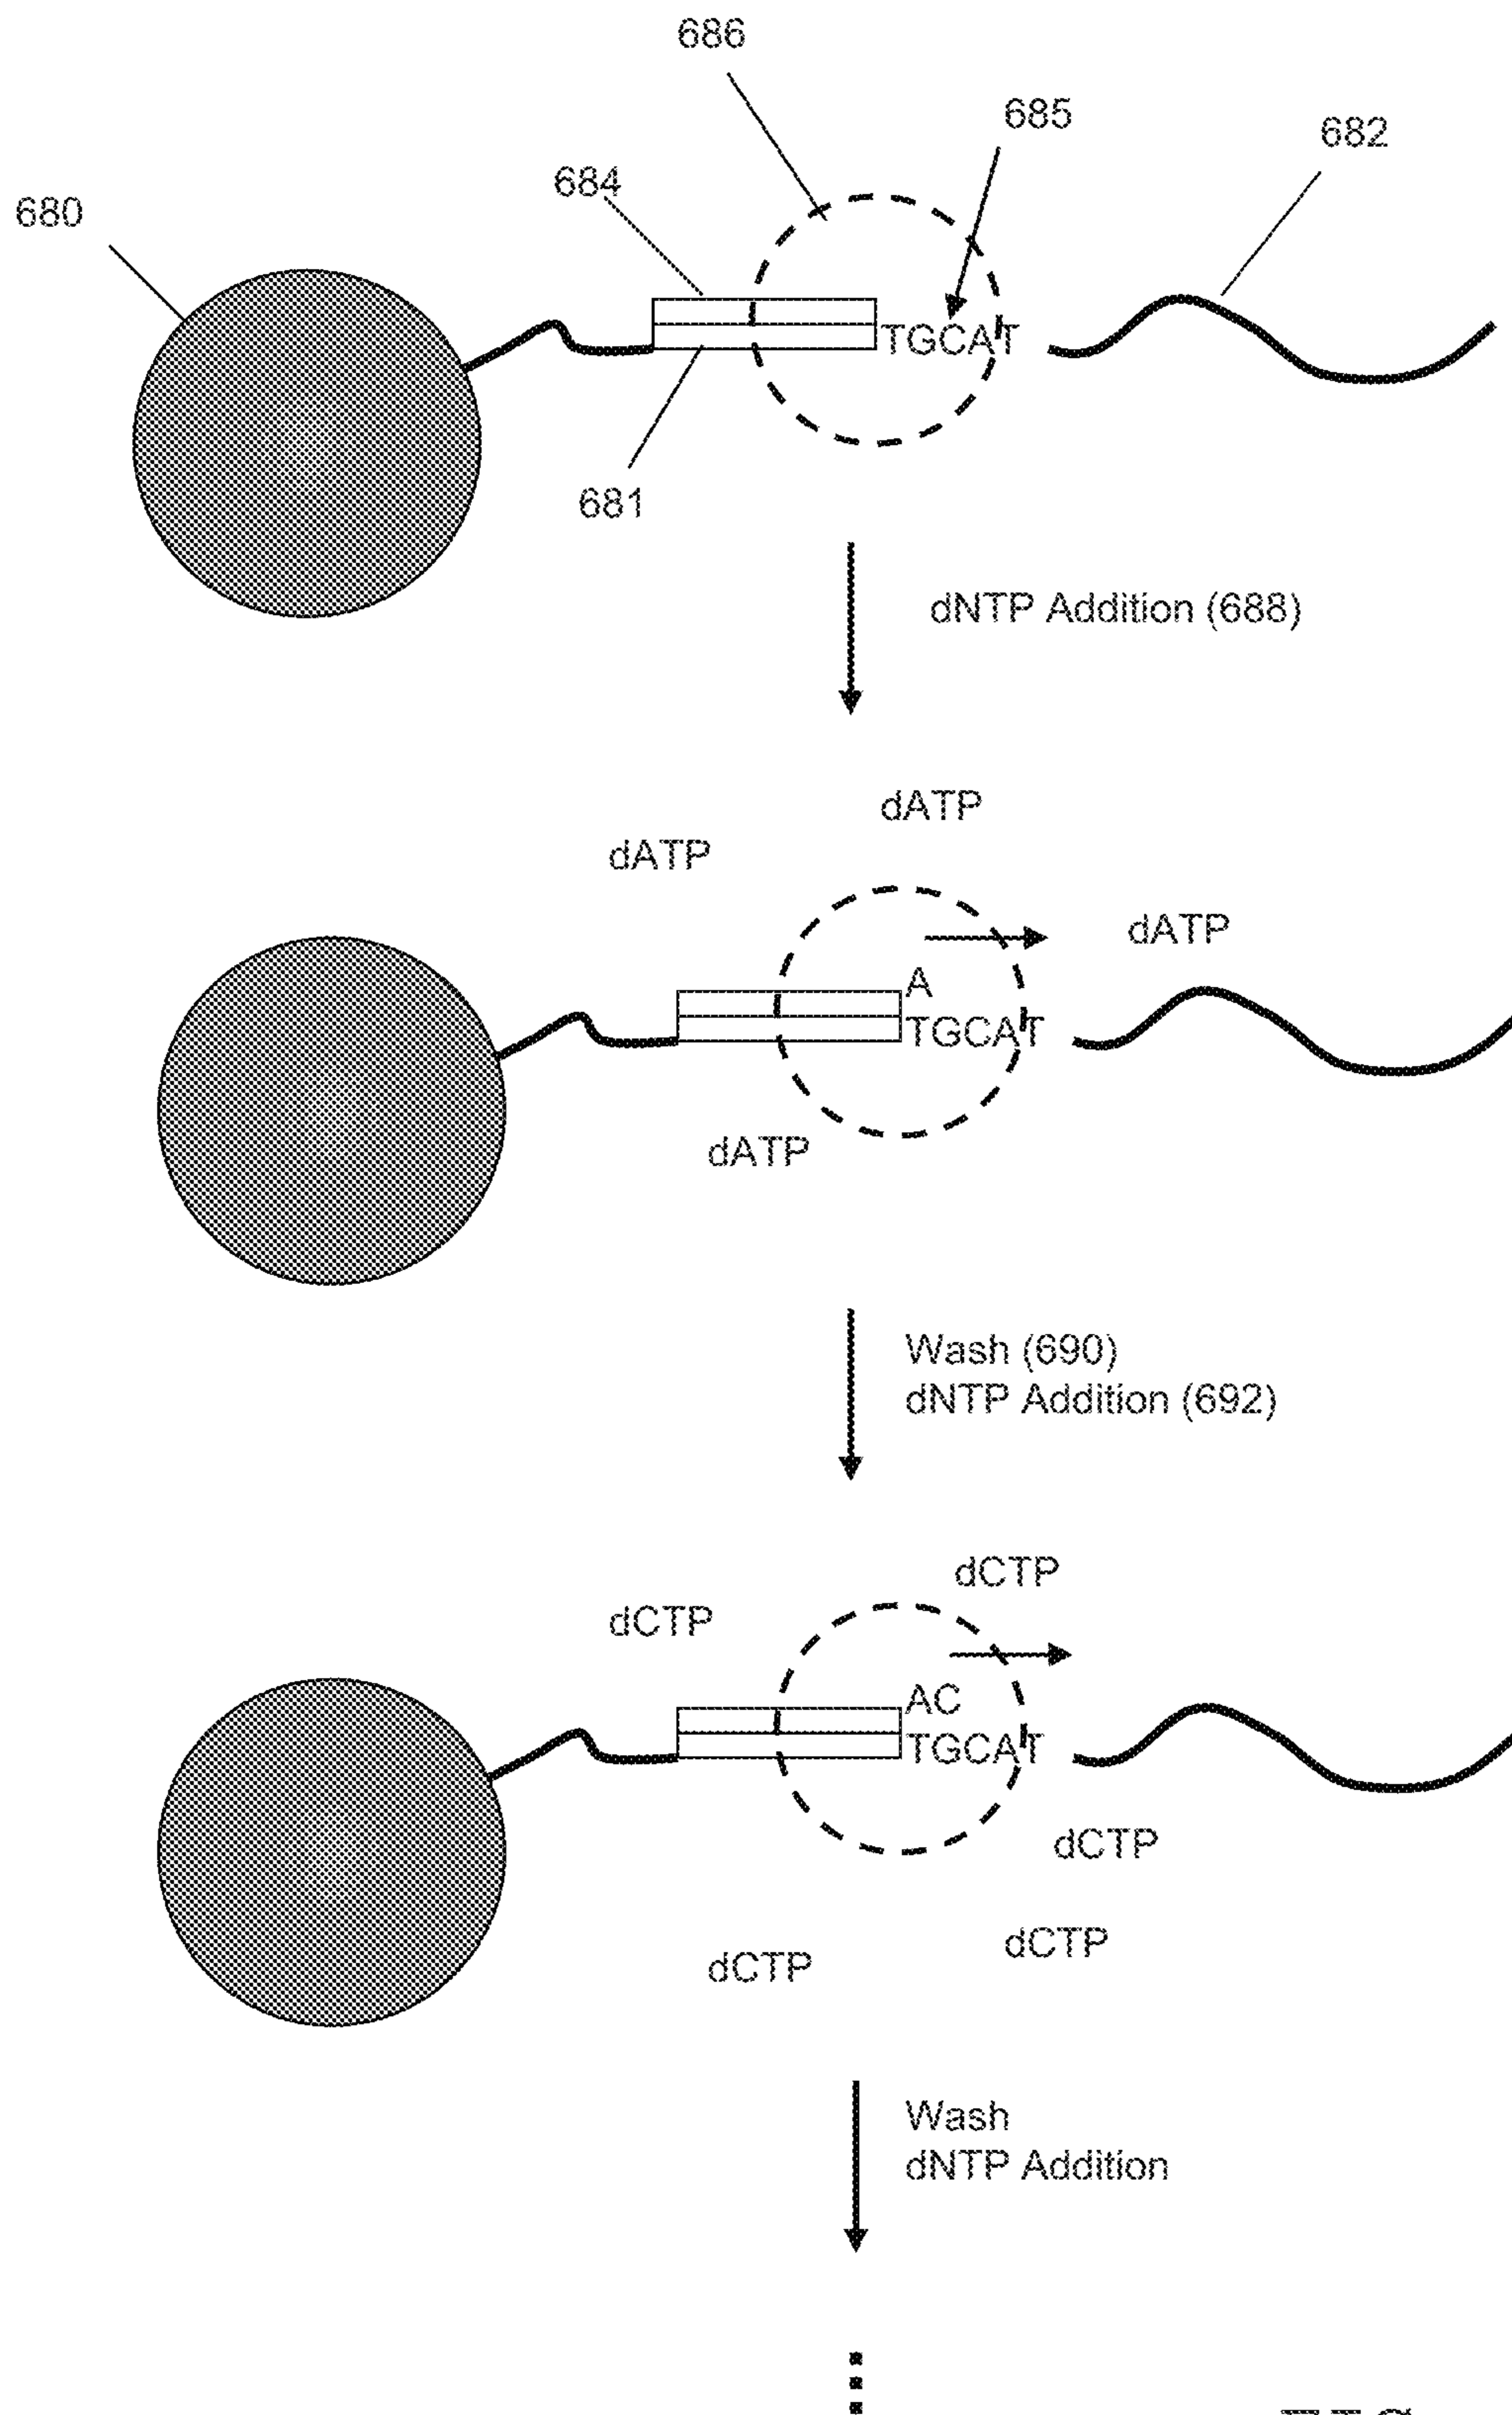 686
685
682
684
680
TGCAT
681
dNTP Addition (688)
dATP
dATP
dATP
A
TGCAT
dATP
Wash (690)
dNTP Addition (692)
dCTP
dCTP
AC
TGCAT
dCTP
dCTP
dCTP
Wash
dNTP Addition